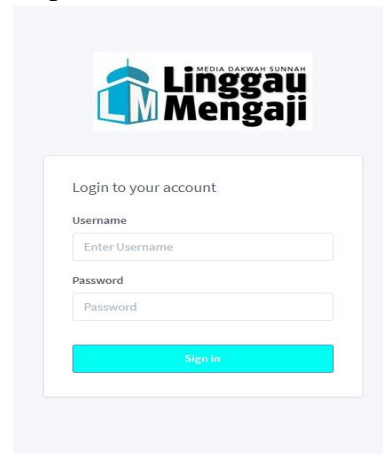 MEDIA DAKWAH SUNNAH
Linggau
LM Mengaji
Login to your account
Username
Enter Username
Password
Password
Sign in